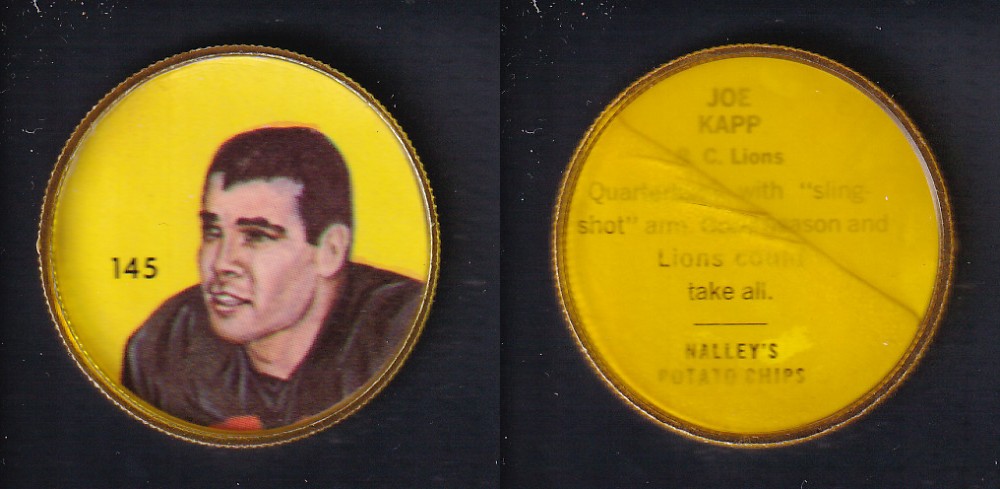 145
JOE
KAPP
C. Lions
Quarterback with "sling-
shot" arm. Good season and
Lions could
take all.
NALLEY'S
POTATO CHIPS